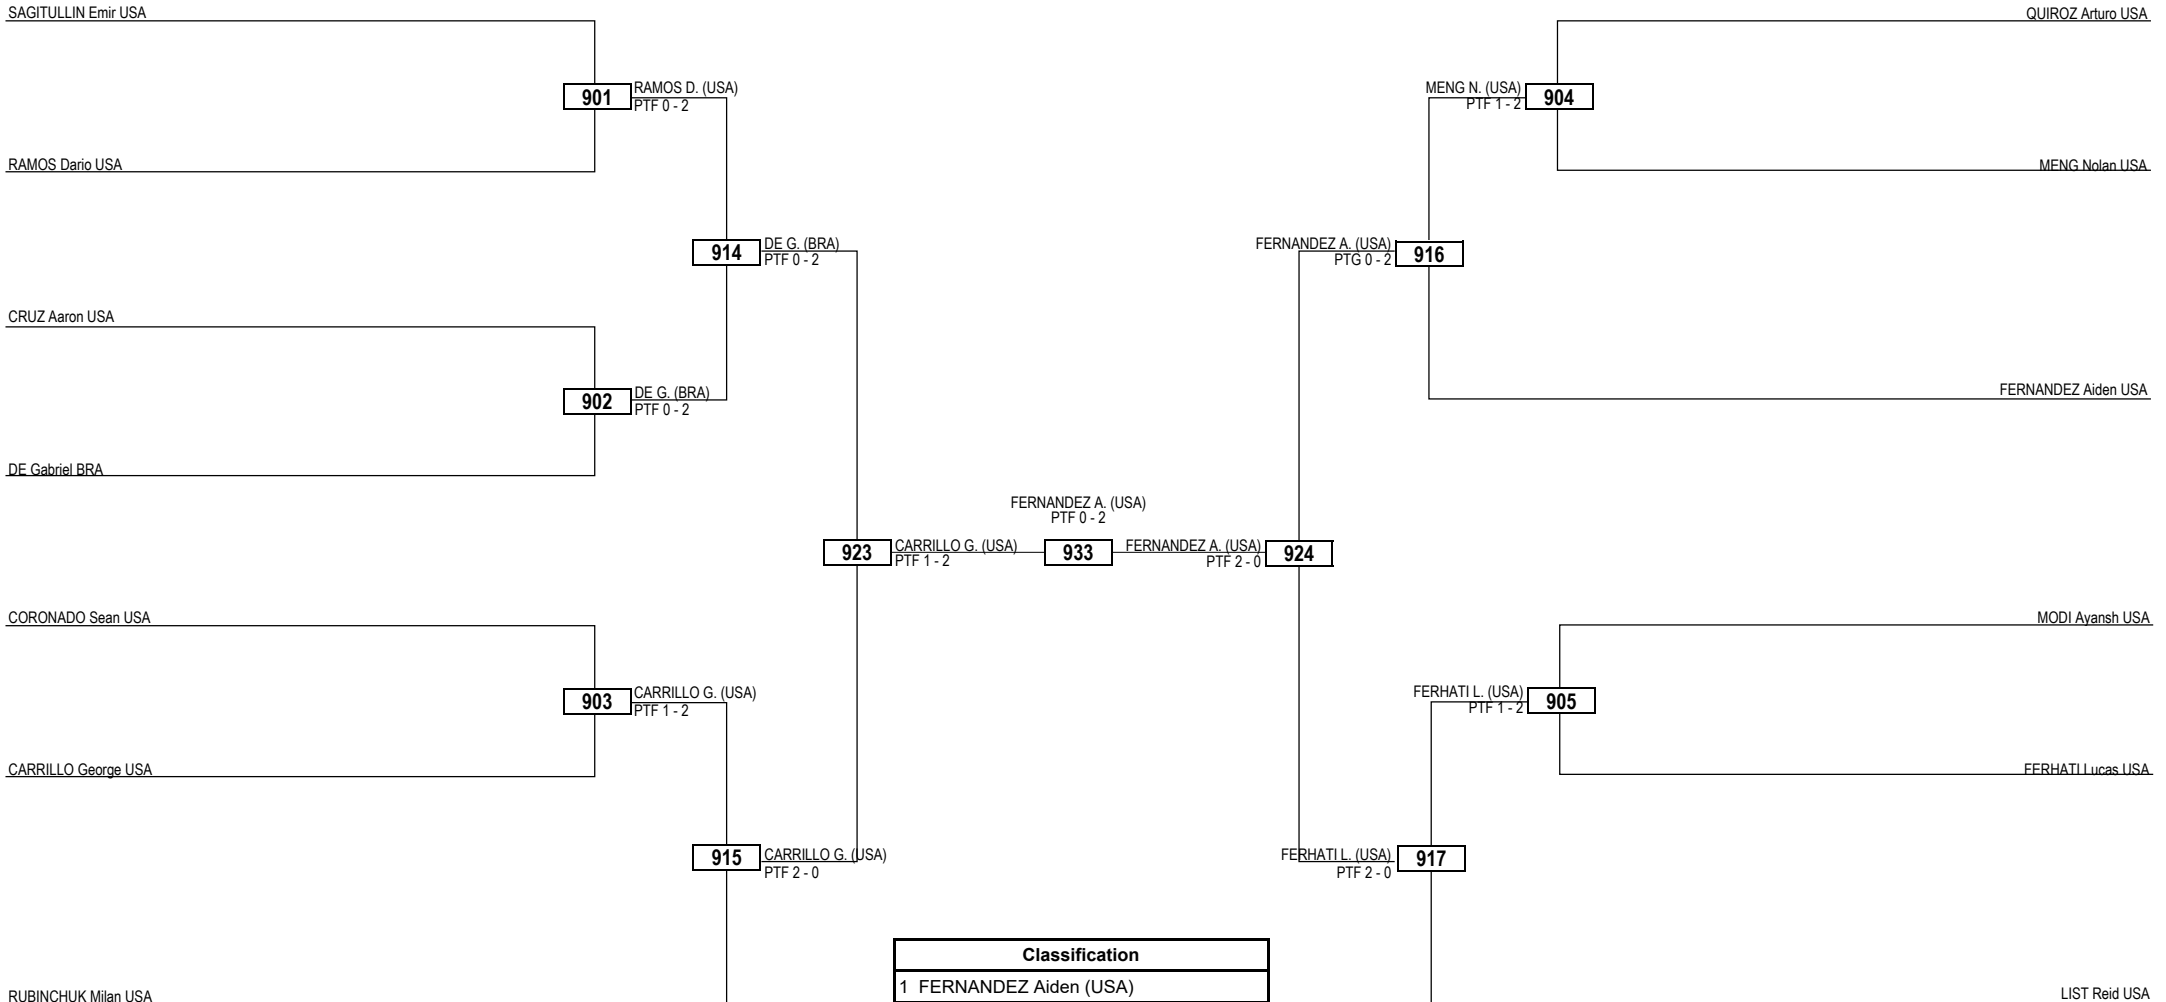 SAGITULLIN Emir USA
QUIROZ Arturo USA
901
RAMOS D. (USA)
PTF 0 - 2
MENG N. (USA)
PTF 1 - 2
904
RAMOS Dario USA
MENG Nolan USA
914
DE G. (BRA)
PTF 0 - 2
FERNANDEZ A. (USA)
PTG 0 - 2
916
CRUZ Aaron USA
902
DE G. (BRA)
PTF 0 - 2
FERNANDEZ Aiden USA
DE Gabriel BRA
FERNANDEZ A. (USA)
PTF 0 - 2
923
CARRILLO G. (USA)
PTF 1 - 2
933
FERNANDEZ A. (USA)
PTF 2 - 0
924
CORONADO Sean USA
MODI Ayansh USA
903
CARRILLO G. (USA)
PTF 1 - 2
FERHATI L. (USA)
PTF 1 - 2
905
CARRILLO George USA
FERHATI Lucas USA
915
CARRILLO G. (USA)
PTF 2 - 0
FERHATI L. (USA)
PTF 2 - 0
917
Classification
1 FERNANDEZ Aiden (USA)
RUBINCHUK Milan USA
LIST Reid USA